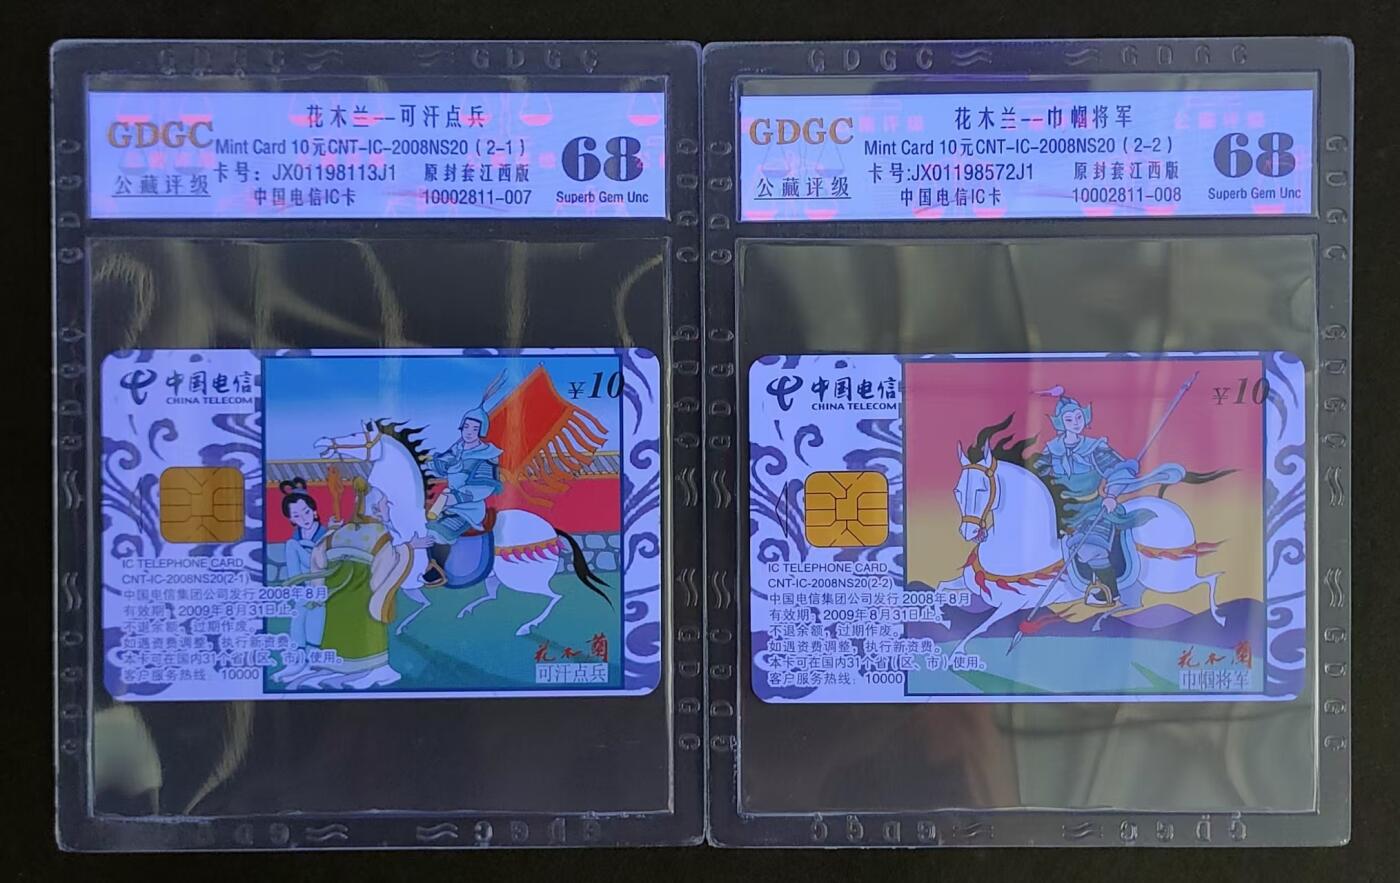 GDGC
公藏评级
花木兰--可汗点兵
Mint Card 10元CNT-IC-2008NS20（2-1）
卡号：JX01198113J1 原封套江西版
中国电信IC卡 10002811-007
68
Superb Gem Unc
中国电信
CHINA TELECOM
¥10
IC TELEPHONE CARD
CNT-IC-2008NS20(2-1)
中国电信集团公司发行 2008年8月
有效期：2009年8月31日止。
不退余额，过期作废。
如遇资费调整，执行新资费。
本卡可在国内31个省（区、市）使用。
客户服务热线：10000
花木蘭
可汗点兵
GDGC
公藏评级
花木兰--巾帼将军
Mint Card 10元CNT-IC-2008NS20（2-2）
卡号:JX01198572J1 原封套江西版
中国电信IC卡 10002811-008
68
Superb Gem Unc
中国电信
CHINA TELECOM
¥10
IC TELEPHONE CARD
CNT-IC-2008NS20(2-2)
中国电信集团公司发行 2008年8月
有效期：2009年8月31日止。
不退余额，过期作废。
如遇资费调整，执行新资费。
本卡可在国内31个省（区、市）使用。
客户服务热线：10000
花木蘭
巾帼将军